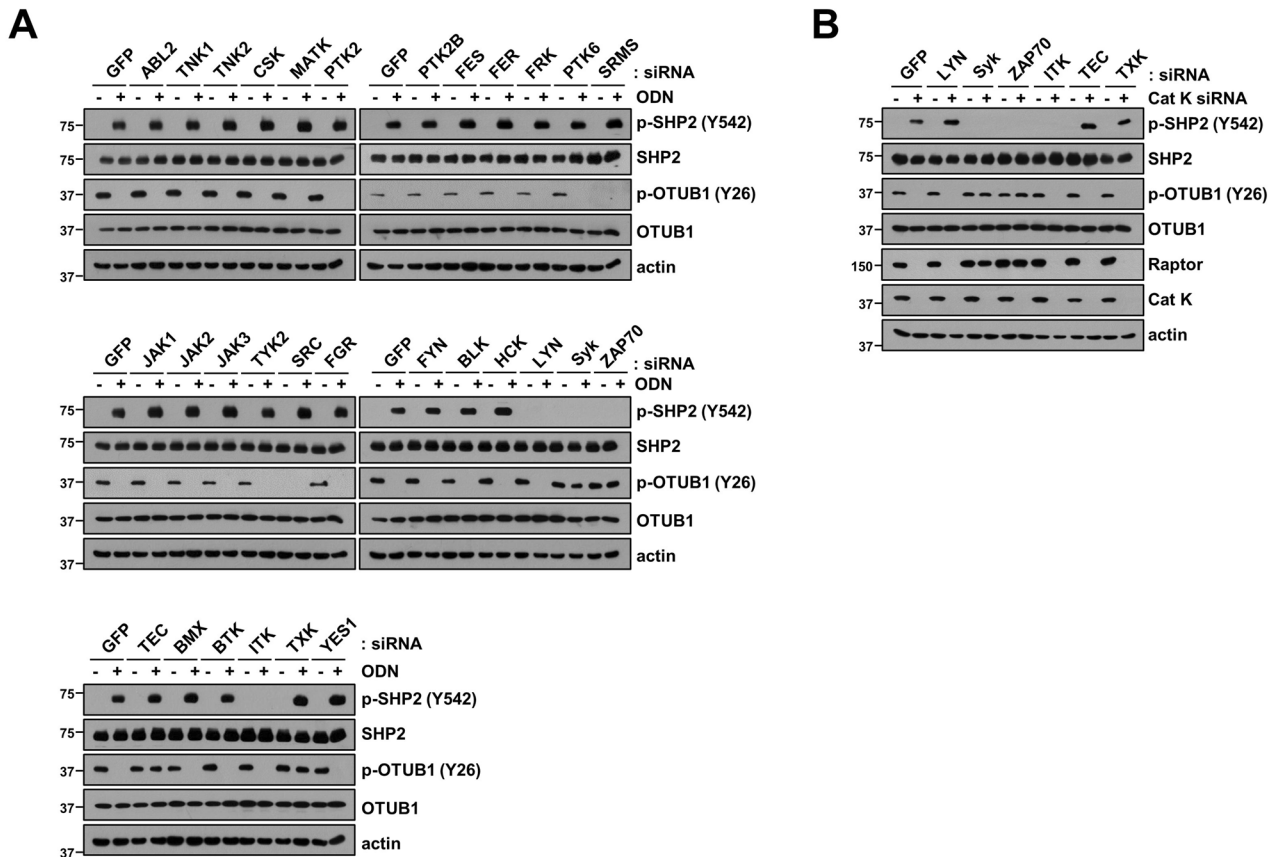 A
GFP ABL2 TNK1 TNK2 CSK MATK PTK2 GFP PTK2B FES FER FRK PTK6 SRMS : siRNA
- + - + - + - + - + - + - + - + - + - + - + - + - + - + ODN
75 p-SHP2 (Y542)
75 SHP2
37 p-OTUB1 (Y26)
37 OTUB1
37 actin
GFP JAK1 JAK2 JAK3 TYK2 SRC FGR GFP FYN BLK HCK LYN Syk ZAP70 : siRNA
- + - + - + - + - + - + - + - + - + - + - + - + - + - + ODN
75 p-SHP2 (Y542)
75 SHP2
37 p-OTUB1 (Y26)
37 OTUB1
37 actin
GFP TEC BMX BTK ITK TXK YES1 : siRNA
- + - + - + - + - + - + - + ODN
75 p-SHP2 (Y542)
75 SHP2
37 p-OTUB1 (Y26)
37 OTUB1
37 actin
B
GFP LYN Syk ZAP70 ITK TEC TXK : siRNA
- + - + - + - + - + - + - + Cat K siRNA
75 p-SHP2 (Y542)
75 SHP2
37 p-OTUB1 (Y26)
37 OTUB1
150 Raptor
37 Cat K
37 actin